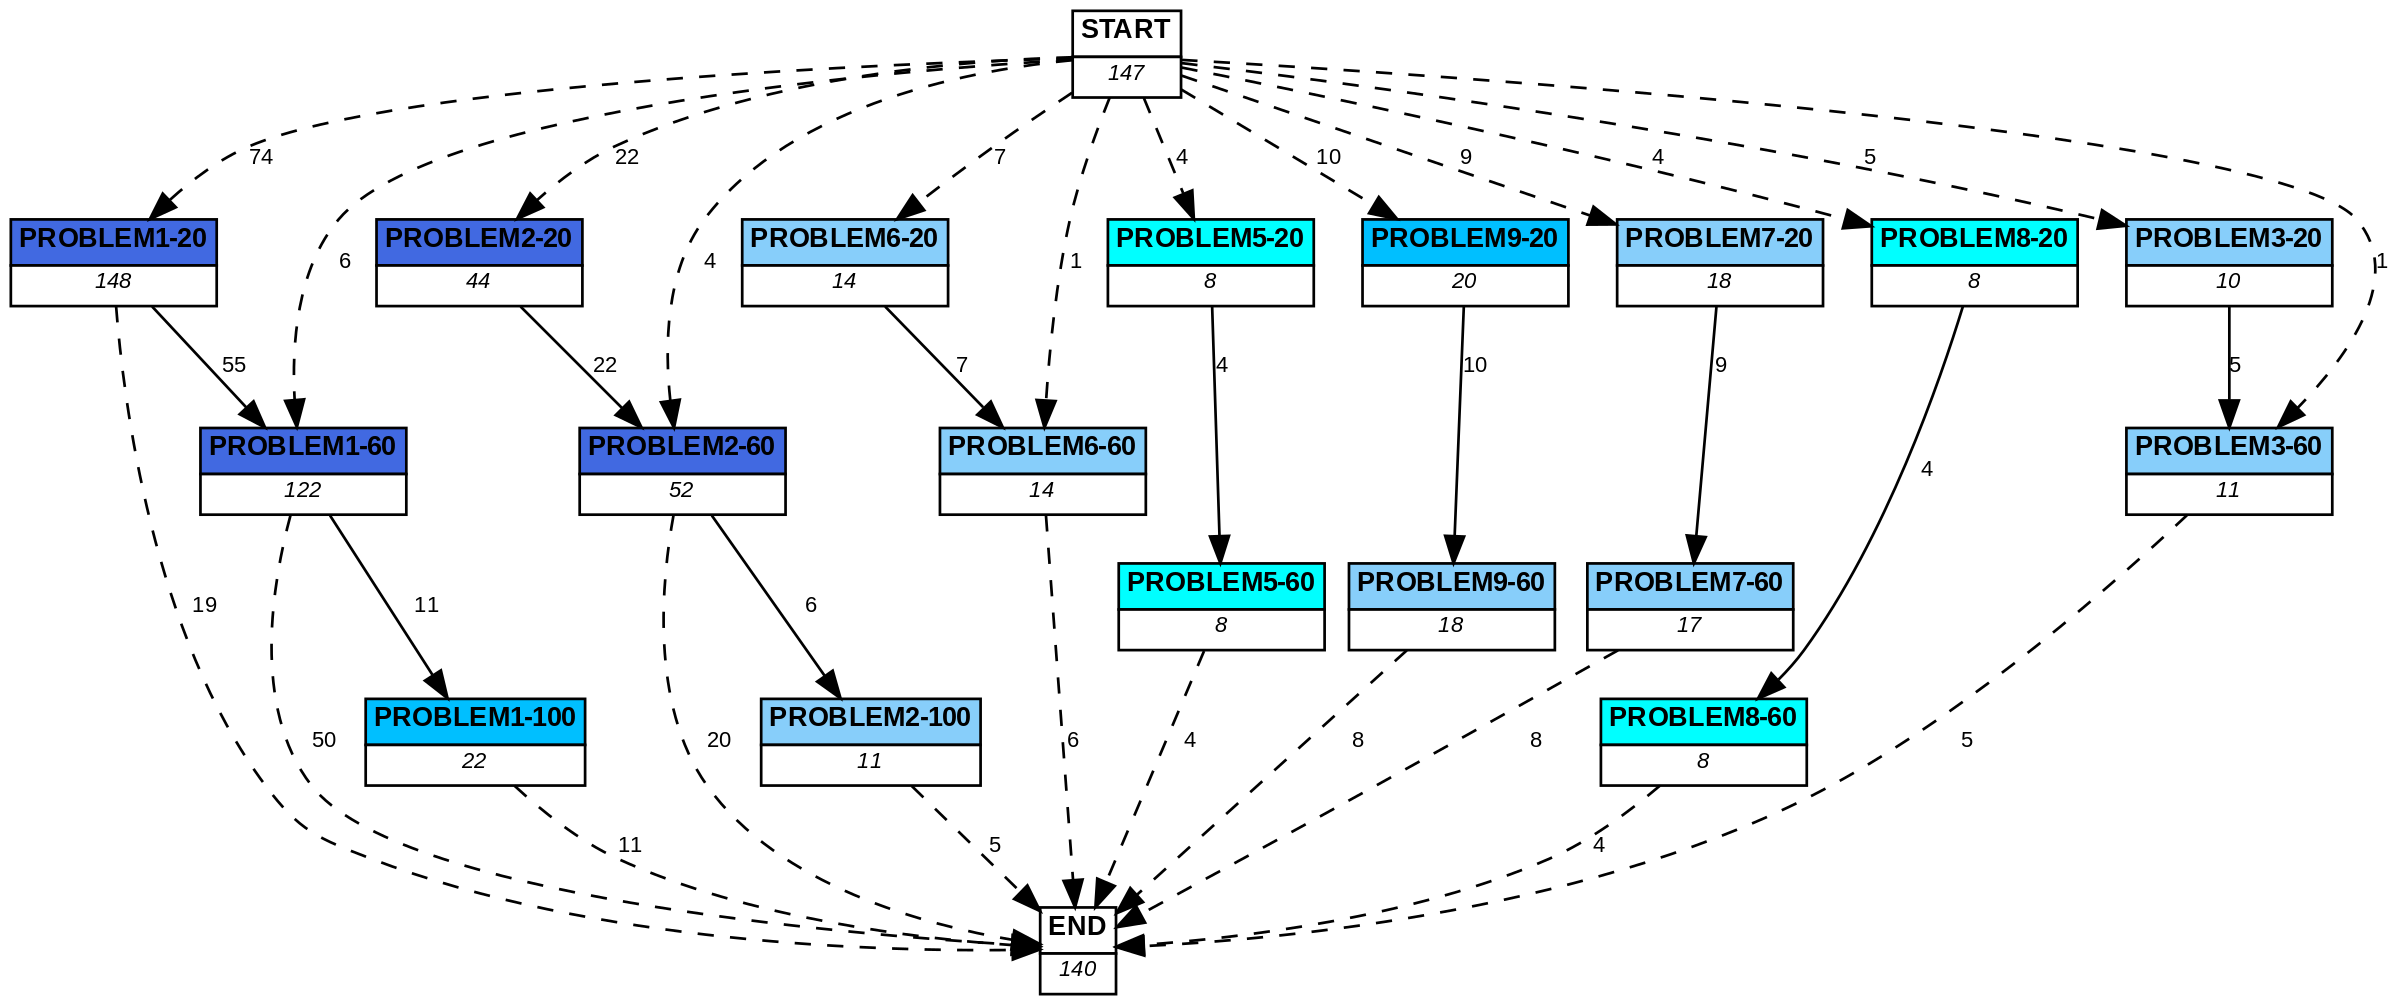 START
147
74
22
7
4
10
9
4
5
PROBLEM1-20
148
PROBLEM2-20
44
PROBLEM6-20
14
PROBLEM5-20
8
PROBLEM9-20
20
PROBLEM7-20
18
PROBLEM8-20
8
PROBLEM3-20
10
6
4
1
1
55
22
7
4
10
9
5
PROBLEM1-60
122
PROBLEM2-60
52
PROBLEM6-60
14
4
PROBLEM3-60
11
PROBLEM5-60
8
PROBLEM9-60
18
PROBLEM7-60
17
19
11
6
PROBLEM1-100
22
PROBLEM2-100
11
PROBLEM8-60
8
50
20
6
4
8
8
5
11
5
4
END
140